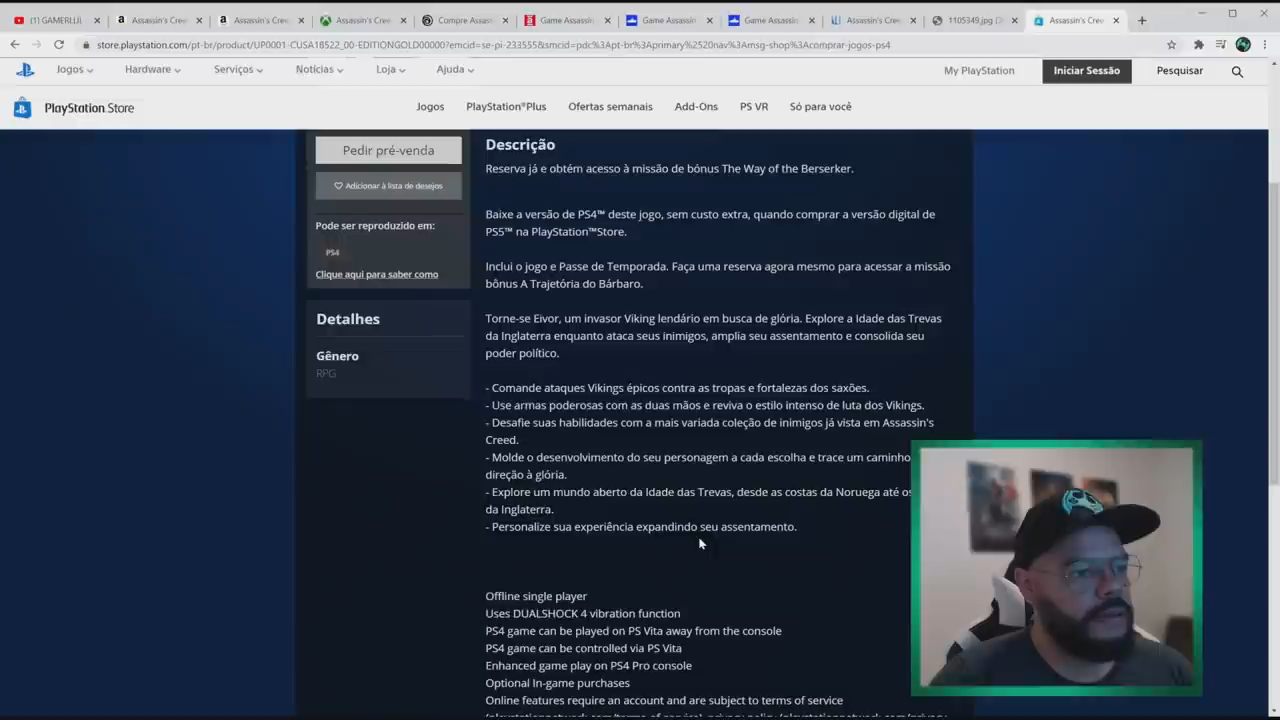 (1) GAMERLLIL
Assassin's C
Assassin's Creed
Assassin's Creed
Compre Assass
Game Assassin
Game Assassin
Game Assassin
Assassin's Creed
1105349.jpg (3
Assassin's Creed
store.playstation.com/pt-br/product/UP0001-CUSA18522_00-EDITIONGOLD00000?emcid=se-pi-233555&smcid=pdc%3Apt-br%3Aprimary%2520nav%3Amsg-shop%3Acomprar-jogos-ps4
Jogos Hardware Serviços Notícias Loja Ajuda My PlayStation Iniciar Sessão Pesquisar
PlayStation Store Jogos PlayStation®Plus Ofertas semanais Add-Ons PS VR Só para você
Pedir pré-venda
Adicionar à lista de desejos
Pode ser reproduzido em:
PS4
Clique aqui para saber como
Detalhes
Gênero
RPG
Descrição
Reserva já e obtém acesso à missão de bónus The Way of the Berserker.
Baixe a versão de PS4™ deste jogo, sem custo extra, quando comprar a versão digital de
PS5™ na PlayStation™Store.
Inclui o jogo e Passe de Temporada. Faça uma reserva agora mesmo para acessar a missão
bônus A Trajetória do Bárbaro.
Torne-se Eivor, um invasor Viking lendário em busca de glória. Explore a Idade das Trevas
da Inglaterra enquanto ataca seus inimigos, amplia seu assentamento e consolida seu
poder político.
- Comande ataques Vikings épicos contra as tropas e fortalezas dos saxões.
- Use armas poderosas com as duas mãos e reviva o estilo intenso de luta dos Vikings.
- Desafie suas habilidades com a mais variada coleção de inimigos já vista em Assassin's
Creed.
- Molde o desenvolvimento do seu personagem a cada escolha e trace um caminho
direção à glória.
- Explore um mundo aberto da Idade das Trevas, desde as costas da Noruega até os
da Inglaterra.
- Personalize sua experiência expandindo seu assentamento.
Offline single player
Uses DUALSHOCK 4 vibration function
PS4 game can be played on PS Vita away from the console
PS4 game can be controlled via PS Vita
Enhanced game play on PS4 Pro console
Optional In-game purchases
Online features require an account and are subject to terms of service